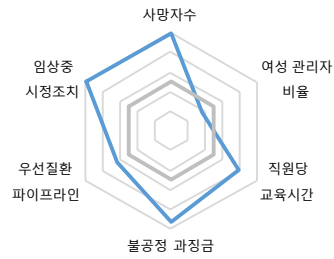 사망자수
임상중
시정조치
여성 관리자
비율
우선질환
파이프라인
직원당
교육시간
불공정 과징금